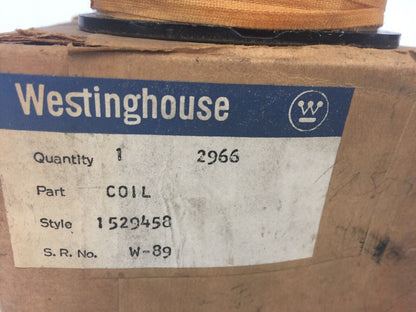 Westinghouse W
Quantity 1 2966
Part COIL
Style 1529458
S.R. No. W-89